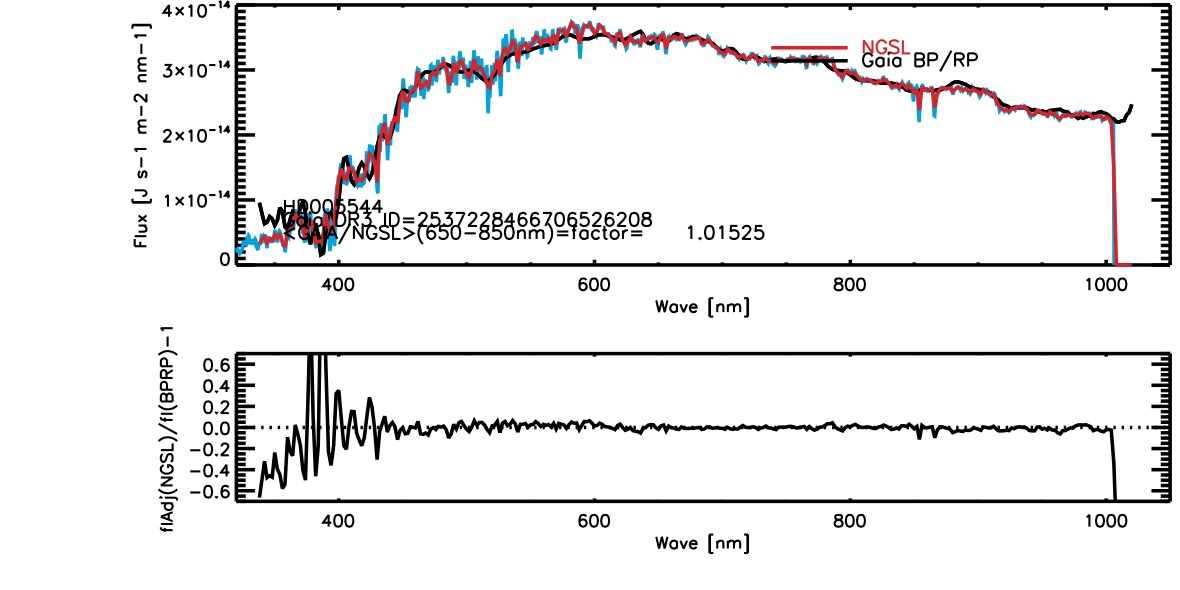 4×10−14
3×10−14
2×10−14
1×10−14
0
Flux [J s−1 m−2 nm−1]
NGSL
Gaia BP/RP
HD005544
Gaia DR3 ID=2537228466706526208
<GAIA/NGSL>(650−850nm)=factor= 1.01525
400 600 800 1000
Wave [nm]
flAdj(NGSL)/fl(BPRP)−1
0.6
0.4
0.2
0.0
−0.2
−0.4
−0.6
400 600 800 1000
Wave [nm]